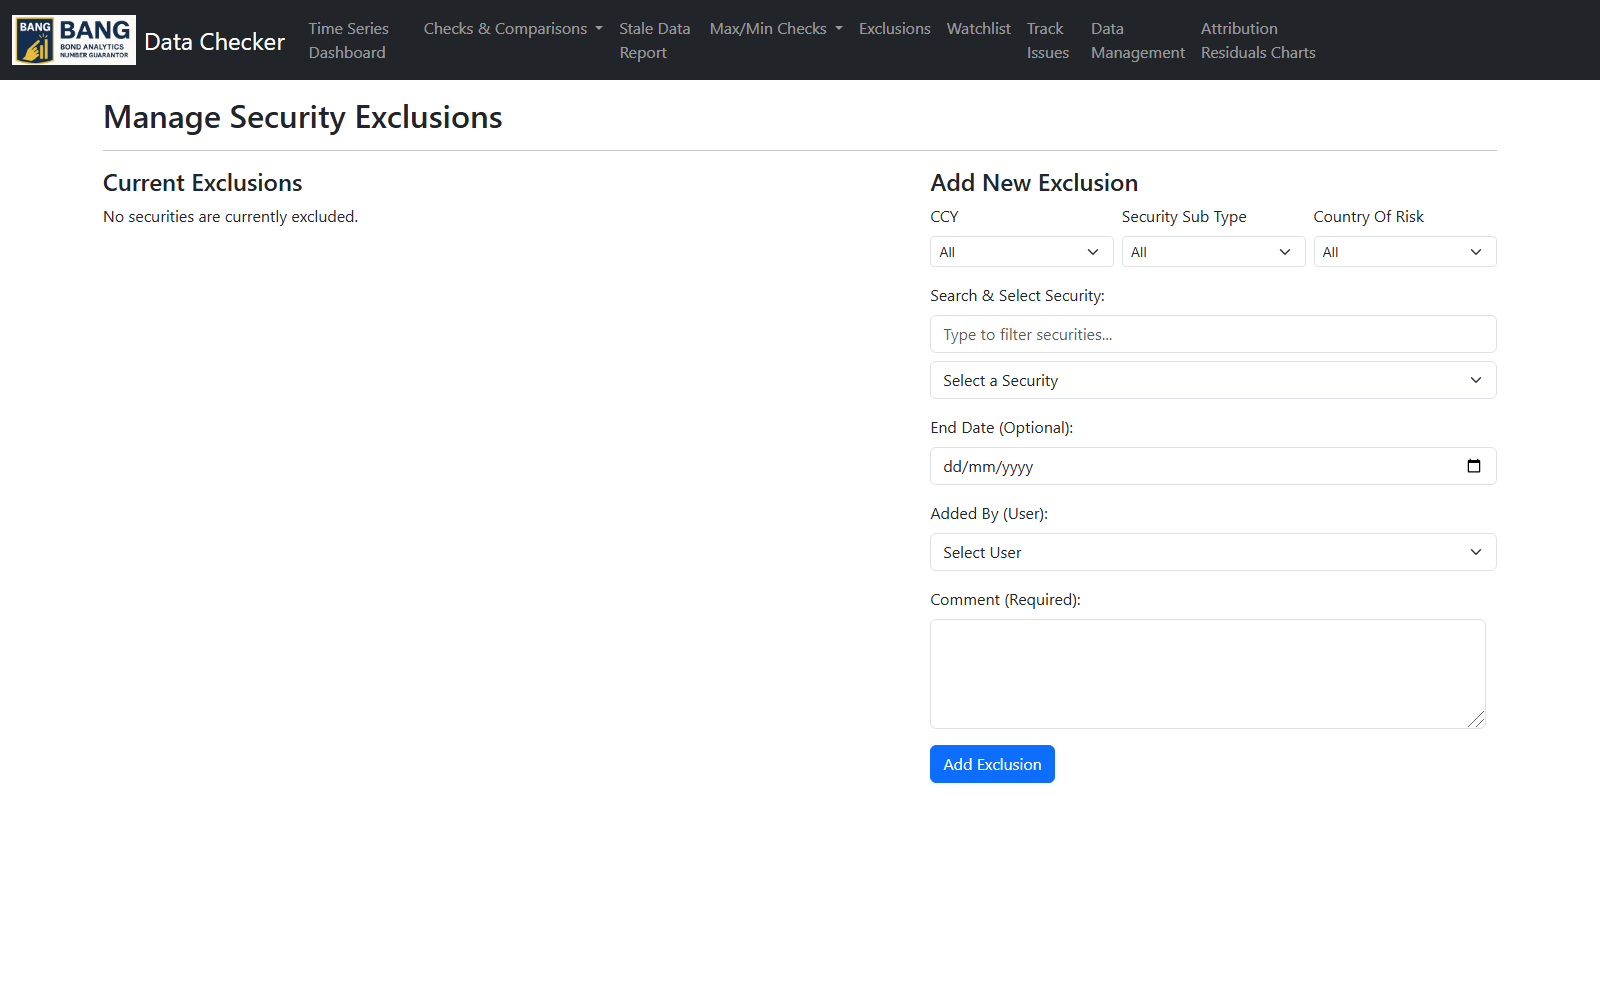 BANG
BANG
BOND ANALYTICS
NUMBER GUARANTOR
Data Checker
Time Series Dashboard
Checks & Comparisons
Stale Data Report
Max/Min Checks
Exclusions
Watchlist
Track Issues
Data Management
Attribution Residuals Charts
Manage Security Exclusions
Current Exclusions
No securities are currently excluded.
Add New Exclusion
CCY
Security Sub Type
Country Of Risk
All
All
All
Search & Select Security:
Type to filter securities...
Select a Security
End Date (Optional):
dd/mm/yyyy
Added By (User):
Select User
Comment (Required):
Add Exclusion